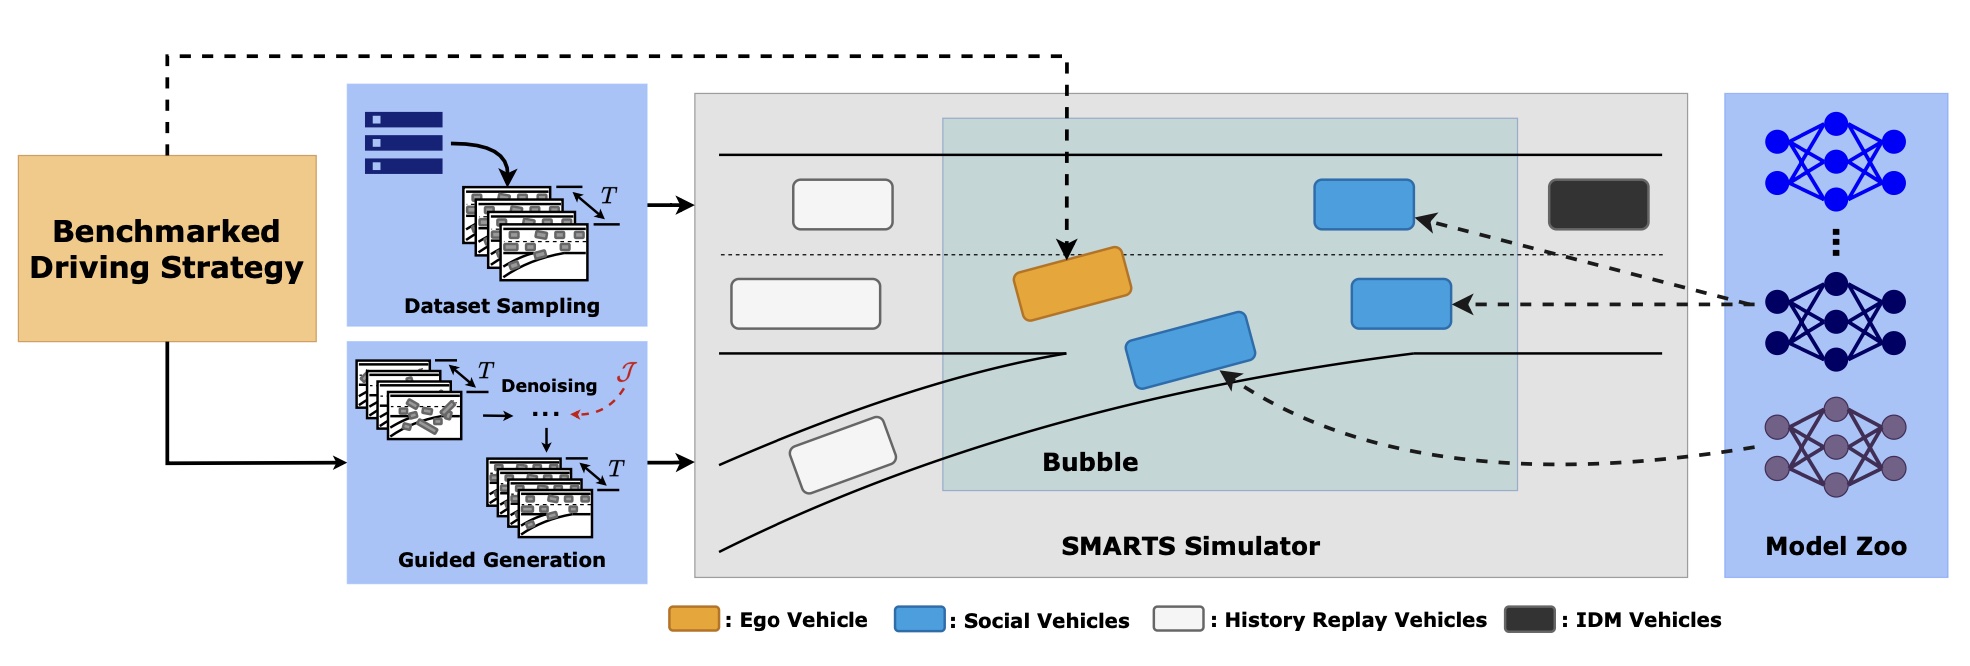 Benchmarked
Driving Strategy
T
Dataset Sampling
T
Denoising
𝒥
...
T
Guided Generation
Bubble
SMARTS Simulator
Model Zoo
: Ego Vehicle
: Social Vehicles
: History Replay Vehicles
: IDM Vehicles